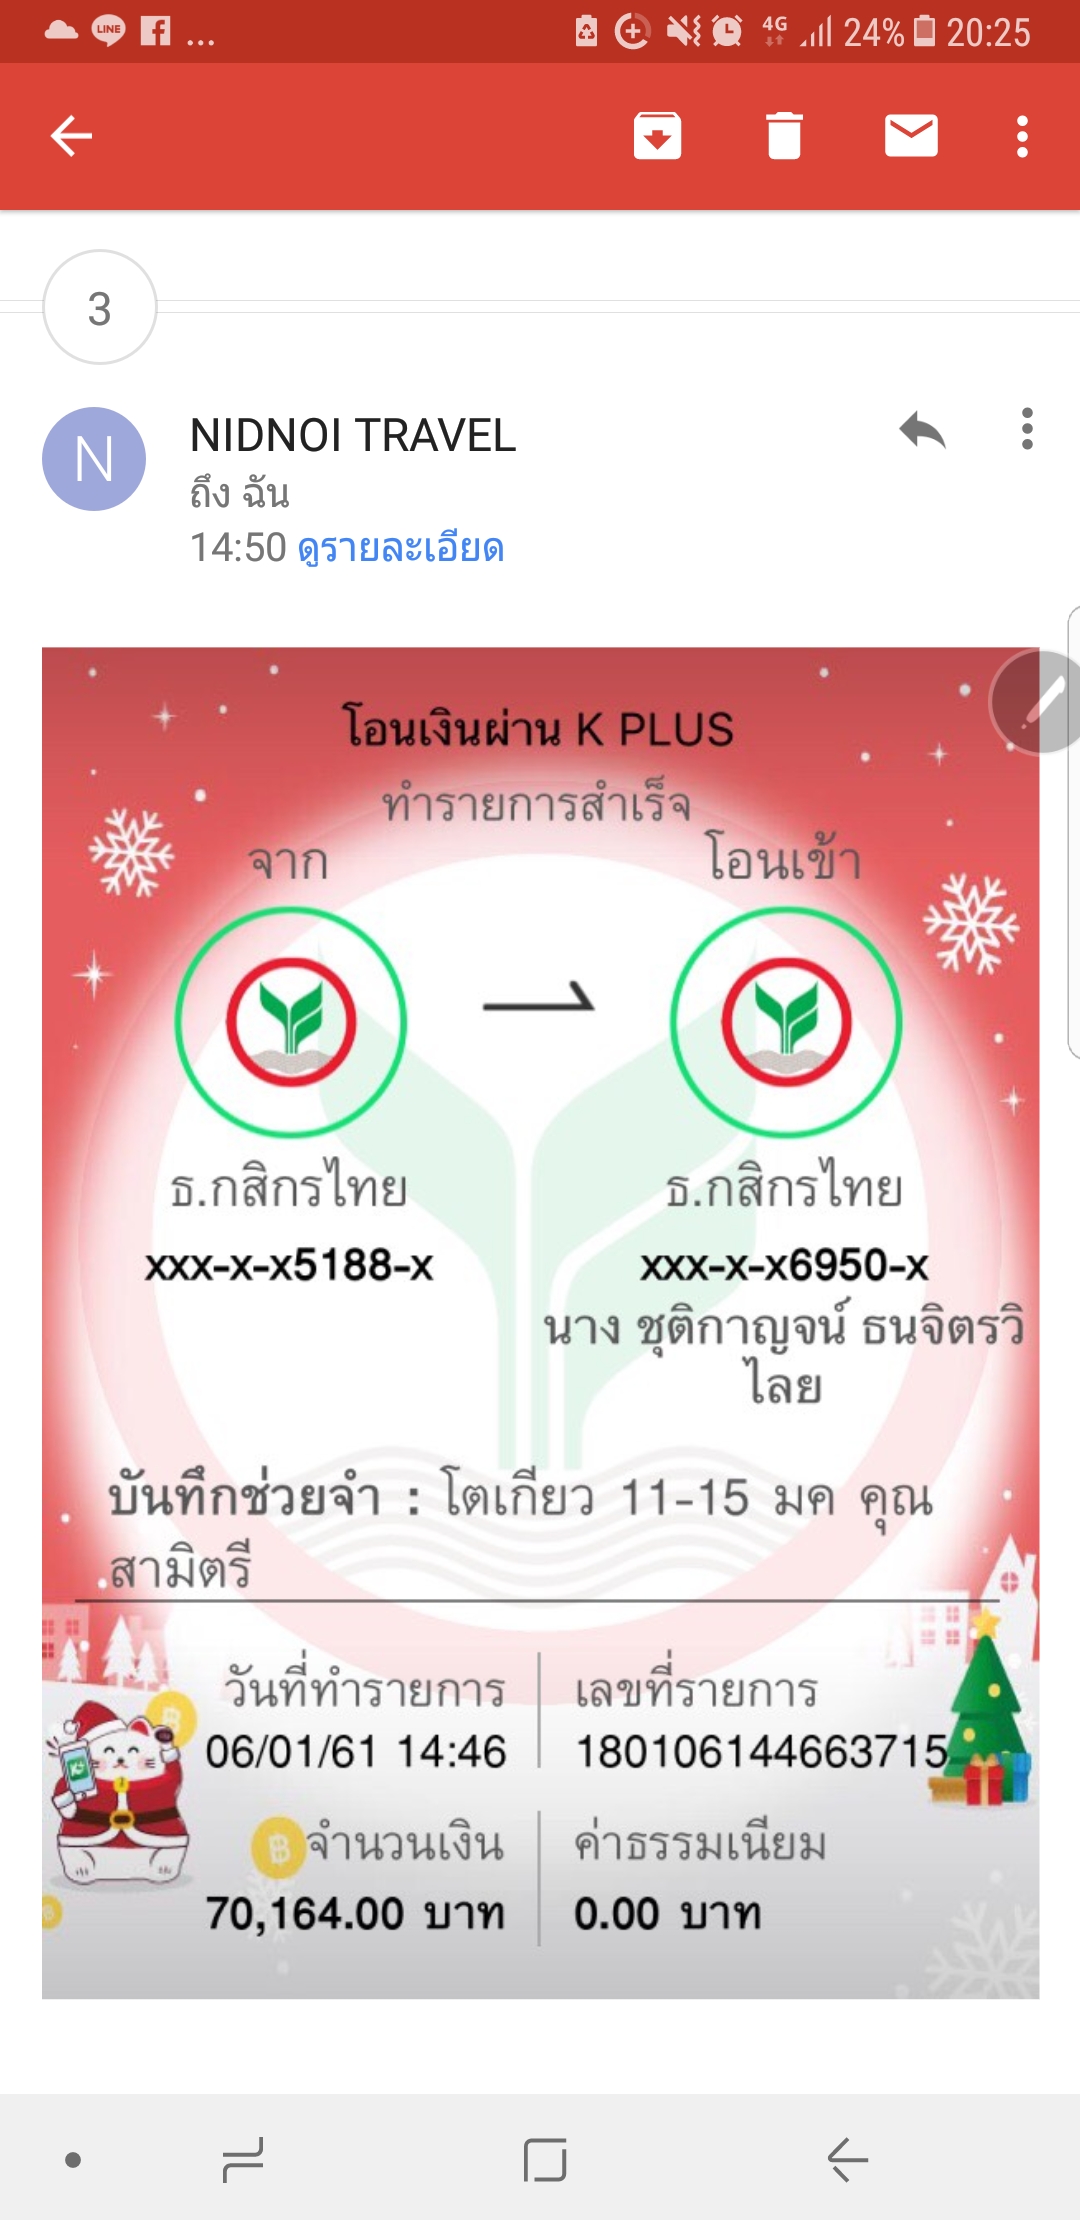 LINE ... 4G 24% 20:25
3
N
NIDNOI TRAVEL
ถึง ฉัน
14:50 ดูรายละเอียด
โอนเงินผ่าน K PLUS
ทำรายการสำเร็จ
จาก โอนเข้า
ธ.กสิกรไทย ธ.กสิกรไทย
xxx-x-x5188-x xxx-x-x6950-x
นาง ชุติกาญจน์ ธนจิตรวิ
ไลย
บันทึกช่วยจำ : โตเกียว 11-15 มค คุณ
สามิตรี
วันที่ทำรายการ เลขที่รายการ
06/01/61 14:46 180106144663715
จำนวนเงิน ค่าธรรมเนียม
70,164.00 บาท 0.00 บาท